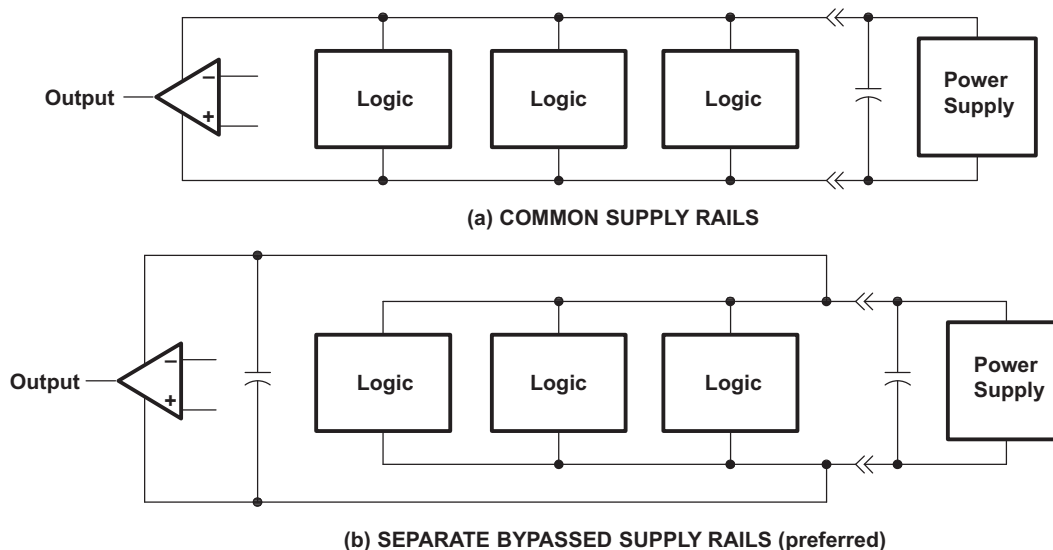 Output
−
+
Logic
Logic
Logic
Power
Supply
(a) COMMON SUPPLY RAILS
Output
−
+
Logic
Logic
Logic
Power
Supply
(b) SEPARATE BYPASSED SUPPLY RAILS (preferred)